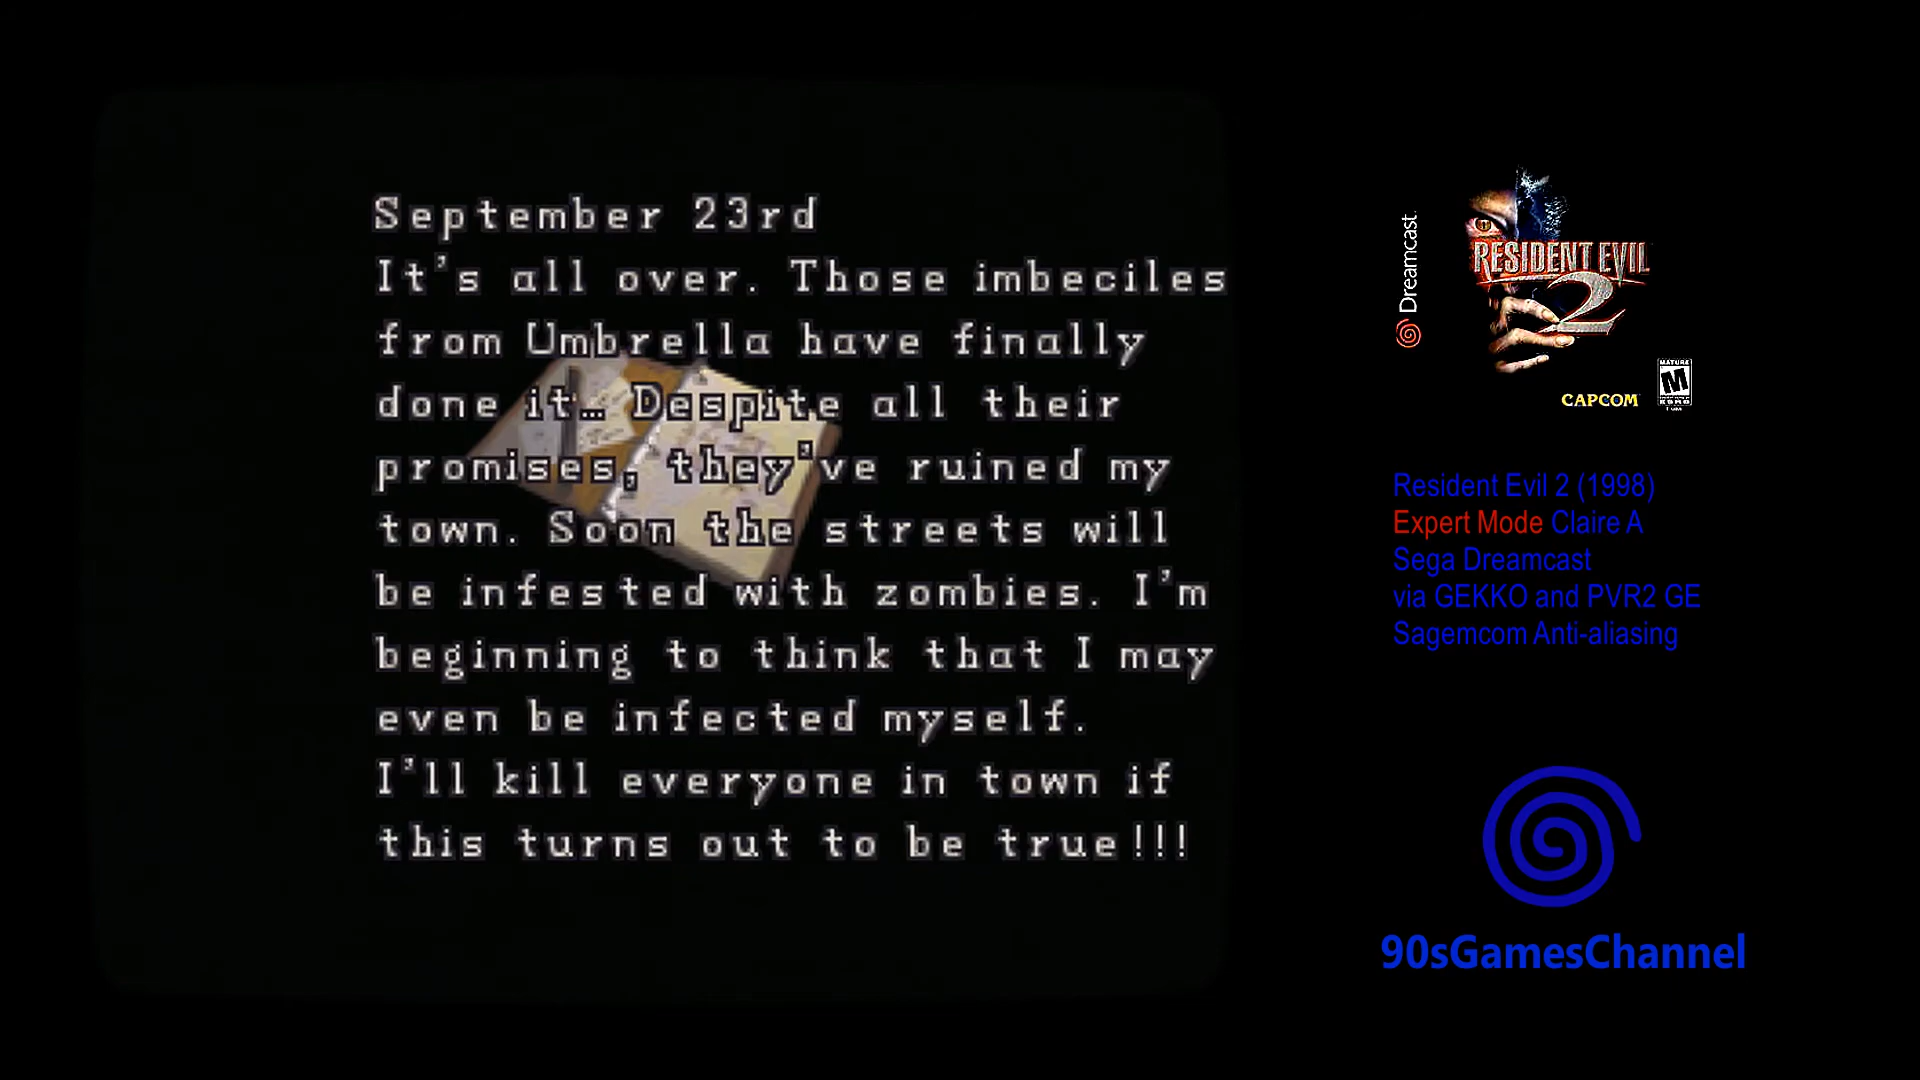 September 23rd
It's all over. Those imbeciles
from Umbrella have finally
done it… Despite all their
promises, they've ruined my
town. Soon the streets will
be infested with zombies. I'm
beginning to think that I may
even be infected myself.
I'll kill everyone in town if
this turns out to be true!!!
Dreamcast
RESIDENT EVIL
2
MATURE
M
ESRB
CAPCOM
Resident Evil 2 (1998)
Expert Mode Claire A
Sega Dreamcast
via GEKKO and PVR2 GE
Sagemcom Anti-aliasing
90sGamesChannel